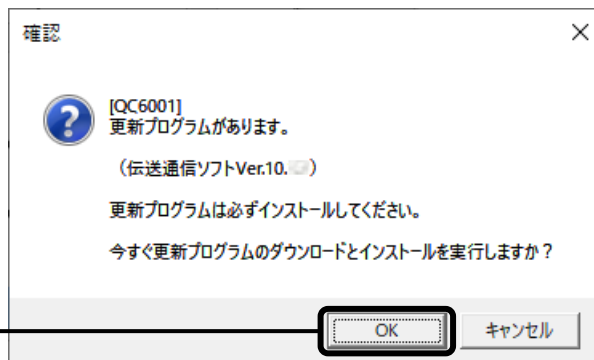 確認
[QC6001]
更新プログラムがあります。
（伝送通信ソフトVer.10. ）
更新プログラムは必ずインストールしてください。
今すぐ更新プログラムのダウンロードとインストールを実行しますか？
OK
キャンセル